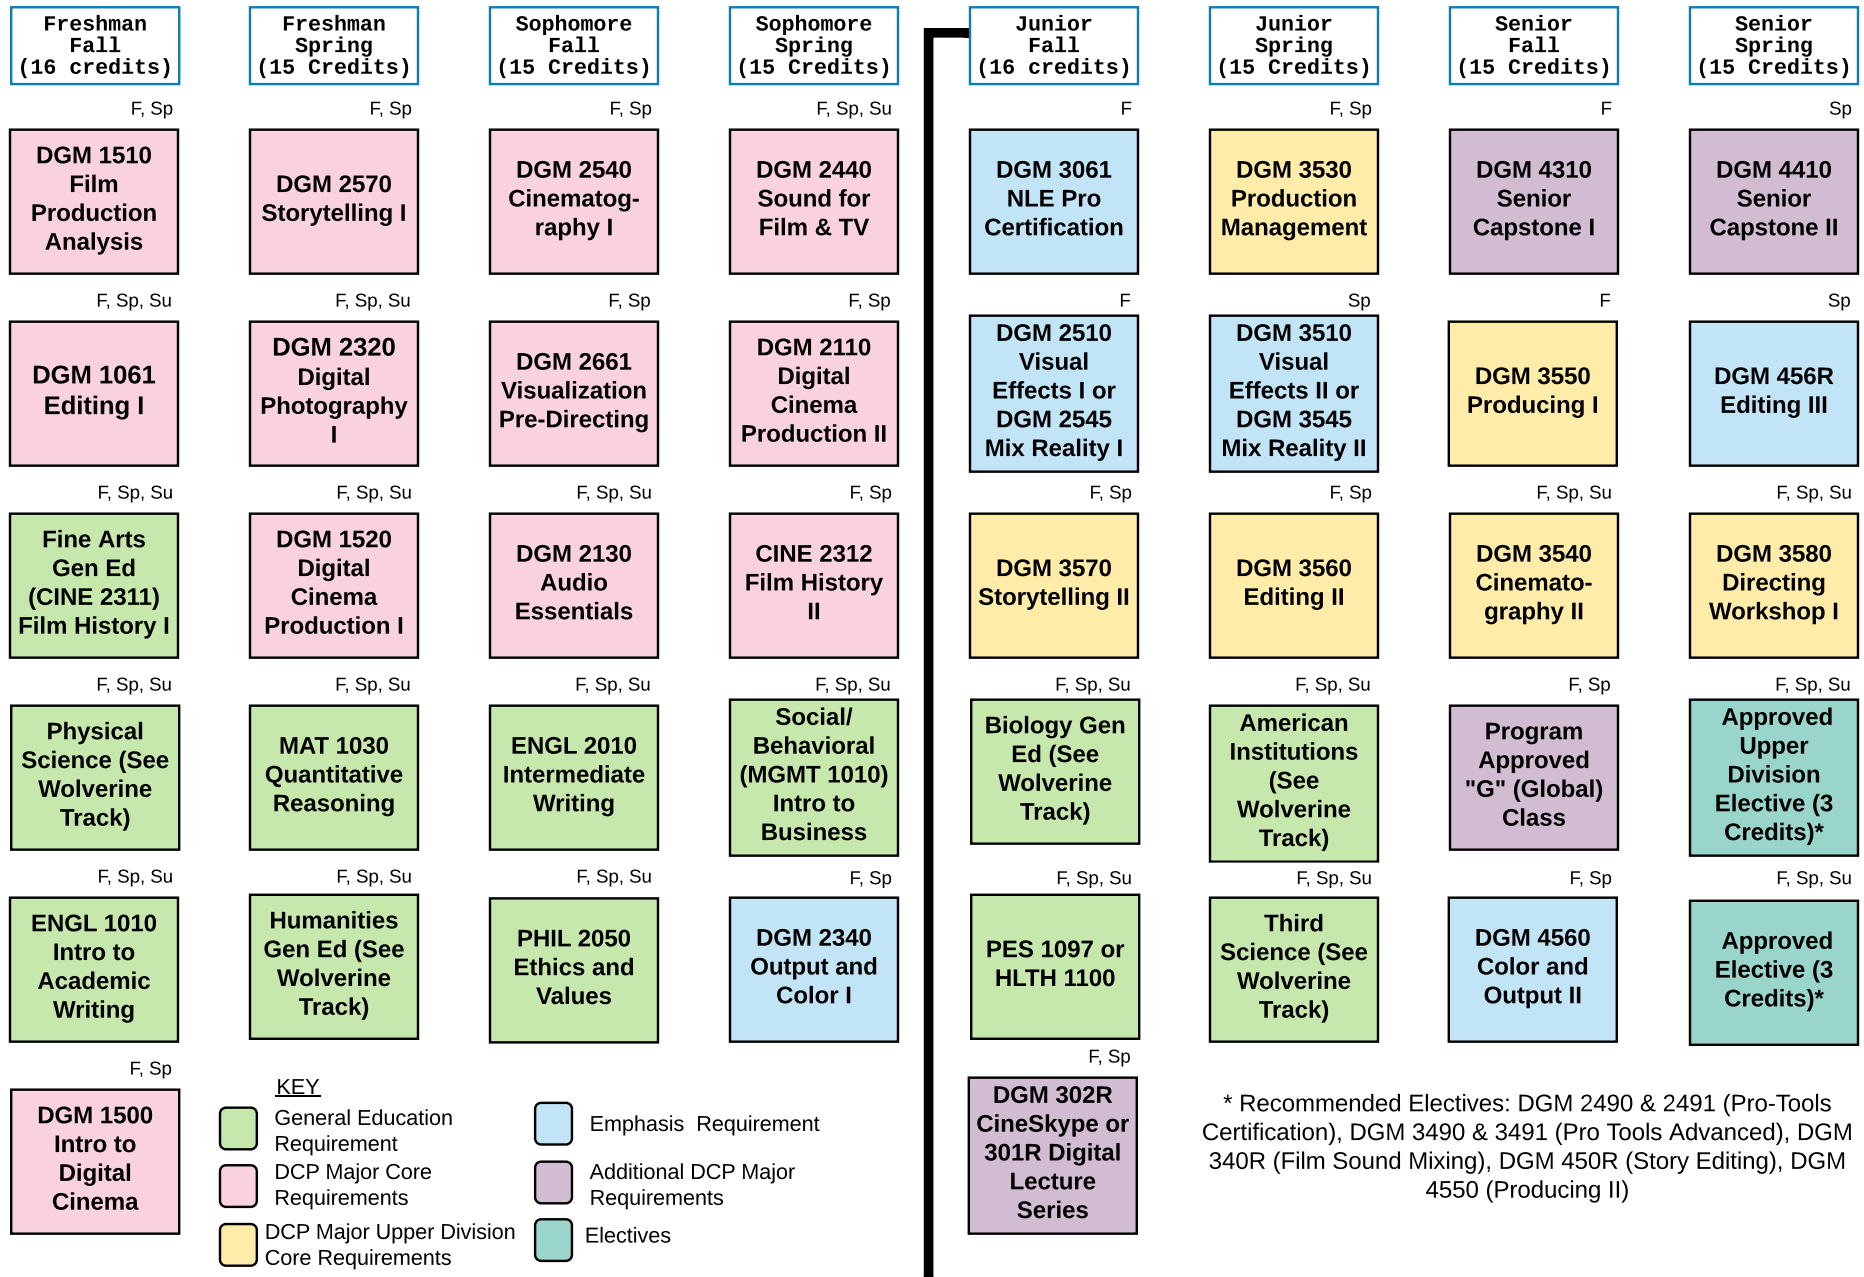 Freshman
Fall
(16 credits)
F, Sp
DGM 1510
Film
Production
Analysis
F, Sp, Su
DGM 1061
Editing I
F, Sp, Su
Fine Arts
Gen Ed
(CINE 2311)
Film History I
F, Sp, Su
Physical
Science (See
Wolverine
Track)
F, Sp, Su
ENGL 1010
Intro to
Academic
Writing
F, Sp
DGM 1500
Intro to
Digital
Cinema
Freshman
Spring
(15 Credits)
F, Sp
DGM 2570
Storytelling I
F, Sp, Su
DGM 2320
Digital
Photography
I
F, Sp, Su
DGM 1520
Digital
Cinema
Production I
F, Sp, Su
MAT 1030
Quantitative
Reasoning
F, Sp, Su
Humanities
Gen Ed (See
Wolverine
Track)
Sophomore
Fall
(15 Credits)
F, Sp
DGM 2540
Cinematog-
raphy I
F, Sp
DGM 2661
Visualization
Pre-Directing
F, Sp, Su
DGM 2130
Audio
Essentials
F, Sp, Su
ENGL 2010
Intermediate
Writing
F, Sp, Su
PHIL 2050
Ethics and
Values
Sophomore
Spring
(15 Credits)
F, Sp, Su
DGM 2440
Sound for
Film & TV
F, Sp
DGM 2110
Digital
Cinema
Production II
F, Sp
CINE 2312
Film History
II
F, Sp, Su
Social/
Behavioral
(MGMT 1010)
Intro to
Business
F, Sp
DGM 2340
Output and
Color I
Junior
Fall
(16 credits)
F
DGM 3061
NLE Pro
Certification
F
DGM 2510
Visual
Effects I or
DGM 2545
Mix Reality I
F, Sp
DGM 3570
Storytelling II
F, Sp, Su
Biology Gen
Ed (See
Wolverine
Track)
F, Sp, Su
PES 1097 or
HLTH 1100
F, Sp
DGM 302R
CineSkype or
301R Digital
Lecture
Series
Junior
Spring
(15 Credits)
F, Sp
DGM 3530
Production
Management
Sp
DGM 3510
Visual
Effects II or
DGM 3545
Mix Reality II
F, Sp
DGM 3560
Editing II
F, Sp, Su
American
Institutions
(See
Wolverine
Track)
F, Sp, Su
Third
Science (See
Wolverine
Track)
Senior
Fall
(15 Credits)
F
DGM 4310
Senior
Capstone I
F
DGM 3550
Producing I
F, Sp, Su
DGM 3540
Cinemato-
graphy II
F, Sp
Program
Approved
"G" (Global)
Class
F, Sp
DGM 4560
Color and
Output II
Senior
Spring
(15 Credits)
Sp
DGM 4410
Senior
Capstone II
Sp
DGM 456R
Editing III
F, Sp, Su
DGM 3580
Directing
Workshop I
F, Sp, Su
Approved
Upper
Division
Elective (3
Credits)*
F, Sp, Su
Approved
Elective (3
Credits)*
KEY
General Education
Requirement
DCP Major Core
Requirements
DCP Major Upper Division
Core Requirements
Emphasis  Requirement
Additional DCP Major
Requirements
Electives
* Recommended Electives: DGM 2490 & 2491 (Pro-Tools
Certification), DGM 3490 & 3491 (Pro Tools Advanced), DGM
340R (Film Sound Mixing), DGM 450R (Story Editing), DGM
4550 (Producing II)